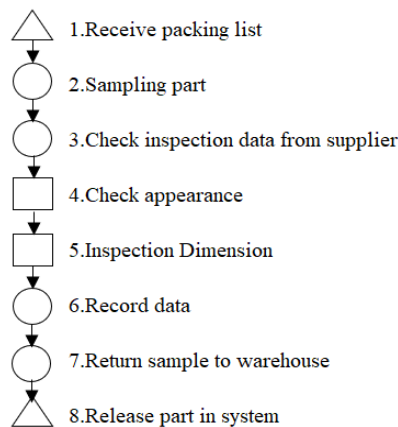 1.Receive packing list
2.Sampling part
3.Check inspection data from supplier
4.Check appearance
5.Inspection Dimension
6.Record data
7.Return sample to warehouse
8.Release part in system